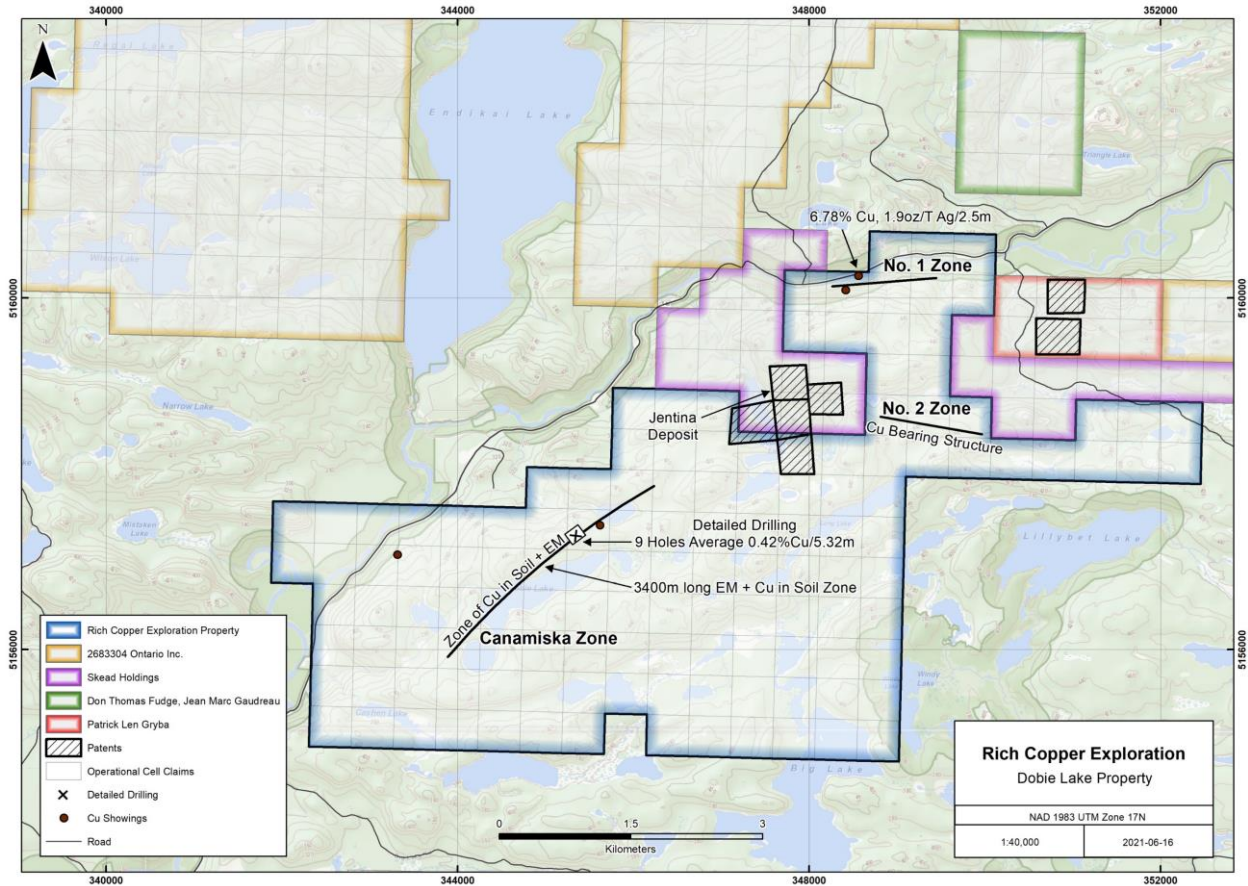 340000
344000
348000
352000
N
Regal Lake
Endikai Lake
Triangle Lake
6.78% Cu, 1.9oz/T Ag/2.5m
No. 1 Zone
5160000
5160000
Narrow Lake
Jentina
Deposit
No. 2 Zone
Cu Bearing Structure
Mistaken
Lake
Detailed Drilling
9 Holes Average 0.42%Cu/5.32m
Lillybet Lake
Zone of Cu in Soil + EM
3400m long EM + Cu in Soil Zone
Canamiska Zone
5156000
5156000
Windy
Lake
Big Lake
Rich Copper Exploration Property
2683304 Ontario Inc.
Skead Holdings
Don Thomas Fudge, Jean Marc Gaudreau
Patrick Len Gryba
Patents
Operational Cell Claims
Detailed Drilling
Cu Showings
Road
0
1.5
3
Kilometers
Rich Copper Exploration
Dobie Lake Property
NAD 1983 UTM Zone 17N
1:40,000
2021-06-16
340000
344000
348000
352000